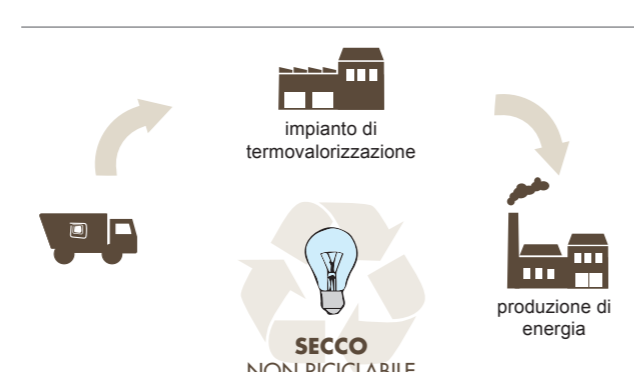 impianto di
termovalorizzazione
produzione di
energia
SECCO
NON RICICLABILE